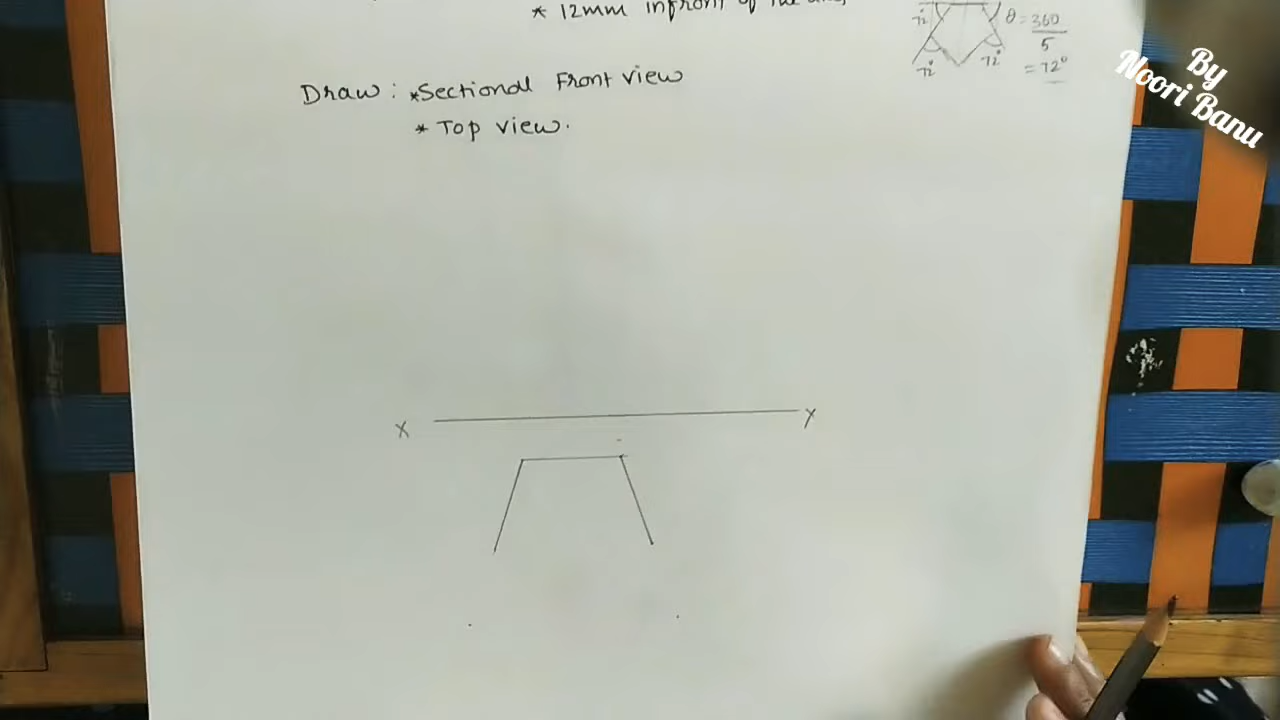 * 12mm infront of the
72°
θ = 360
5
= 72°
72°
72°
By
Noori Banu
Draw : *Sectional Front view
* Top view.
X
Y